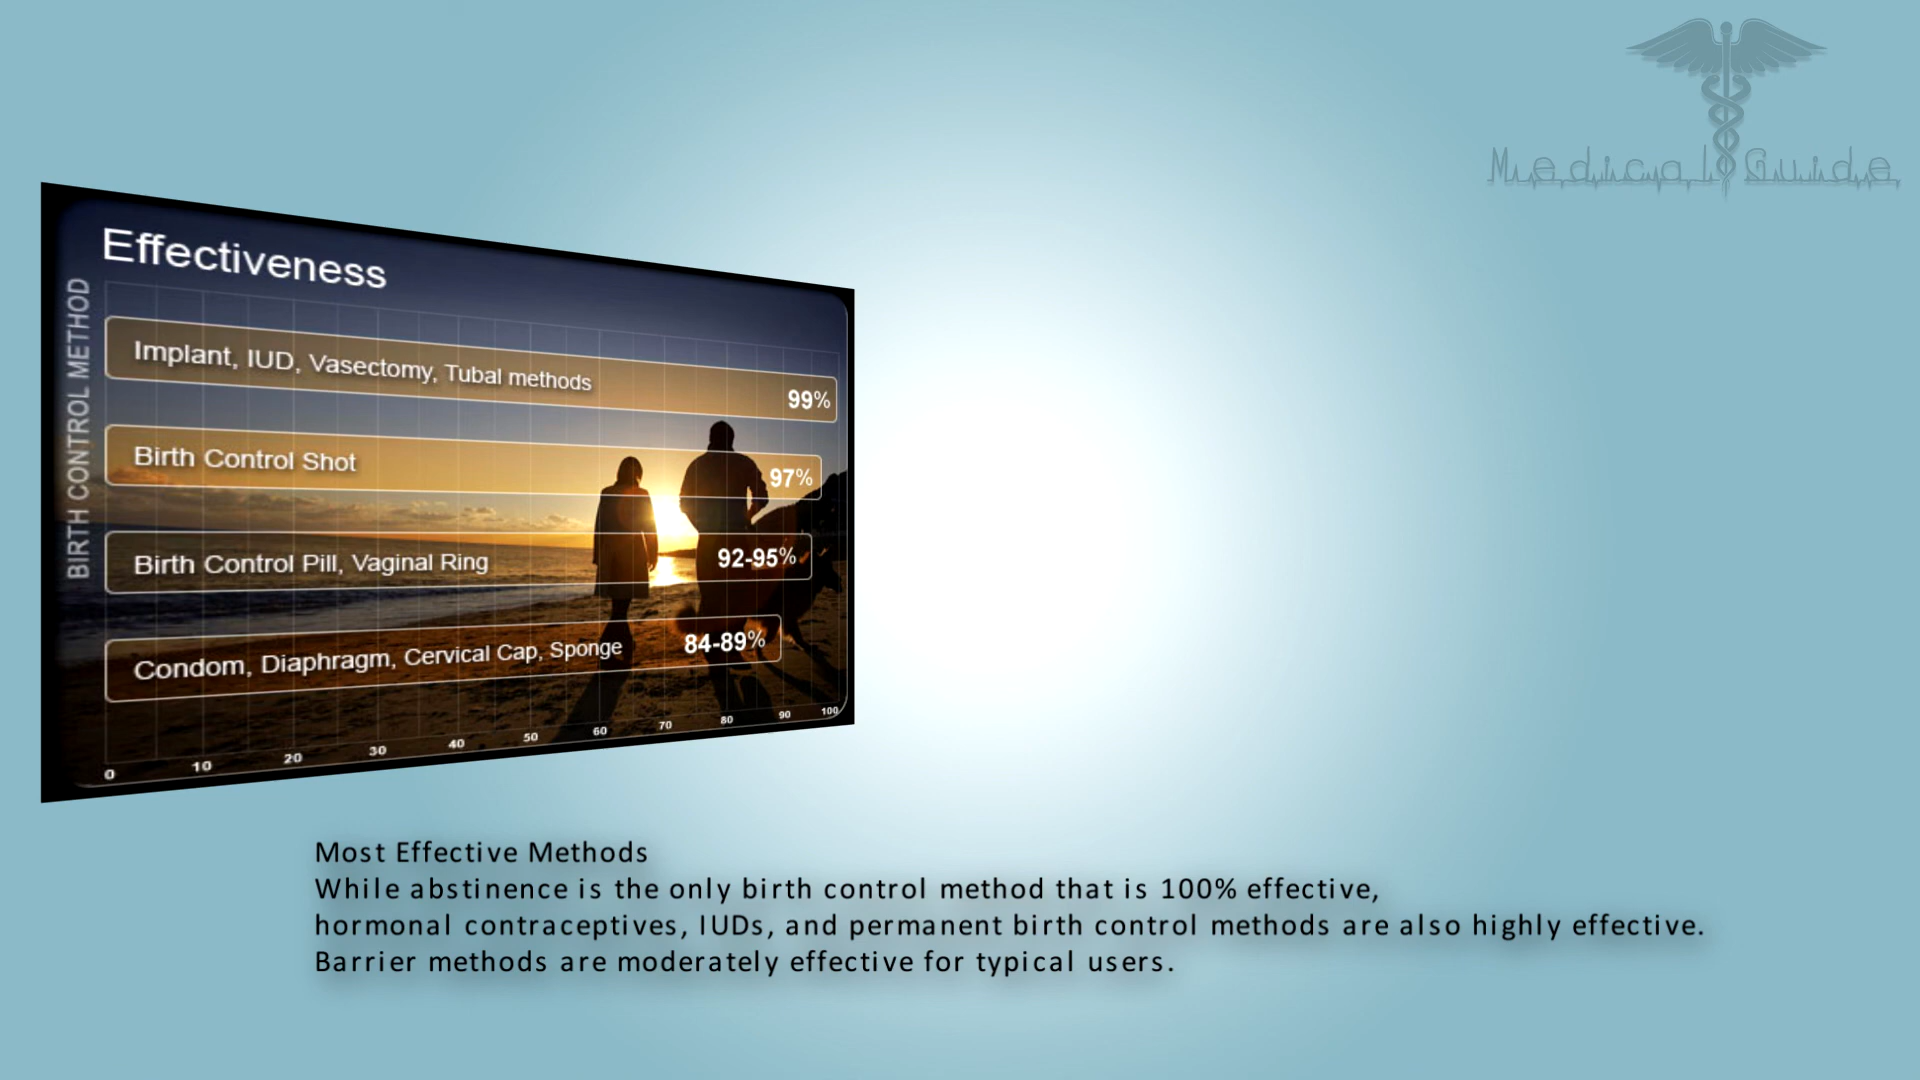 Medical Guide
Effectiveness
BIRTH CONTROL METHOD
Implant, IUD, Vasectomy, Tubal methods 99%
Birth Control Shot 97%
Birth Control Pill, Vaginal Ring 92-95%
Condom, Diaphragm, Cervical Cap, Sponge 84-89%
0 10 20 30 40 50 60 70 80 90 100
Most Effective Methods
While abstinence is the only birth control method that is 100% effective,
hormonal contraceptives, IUDs, and permanent birth control methods are also highly effective.
Barrier methods are moderately effective for typical users.